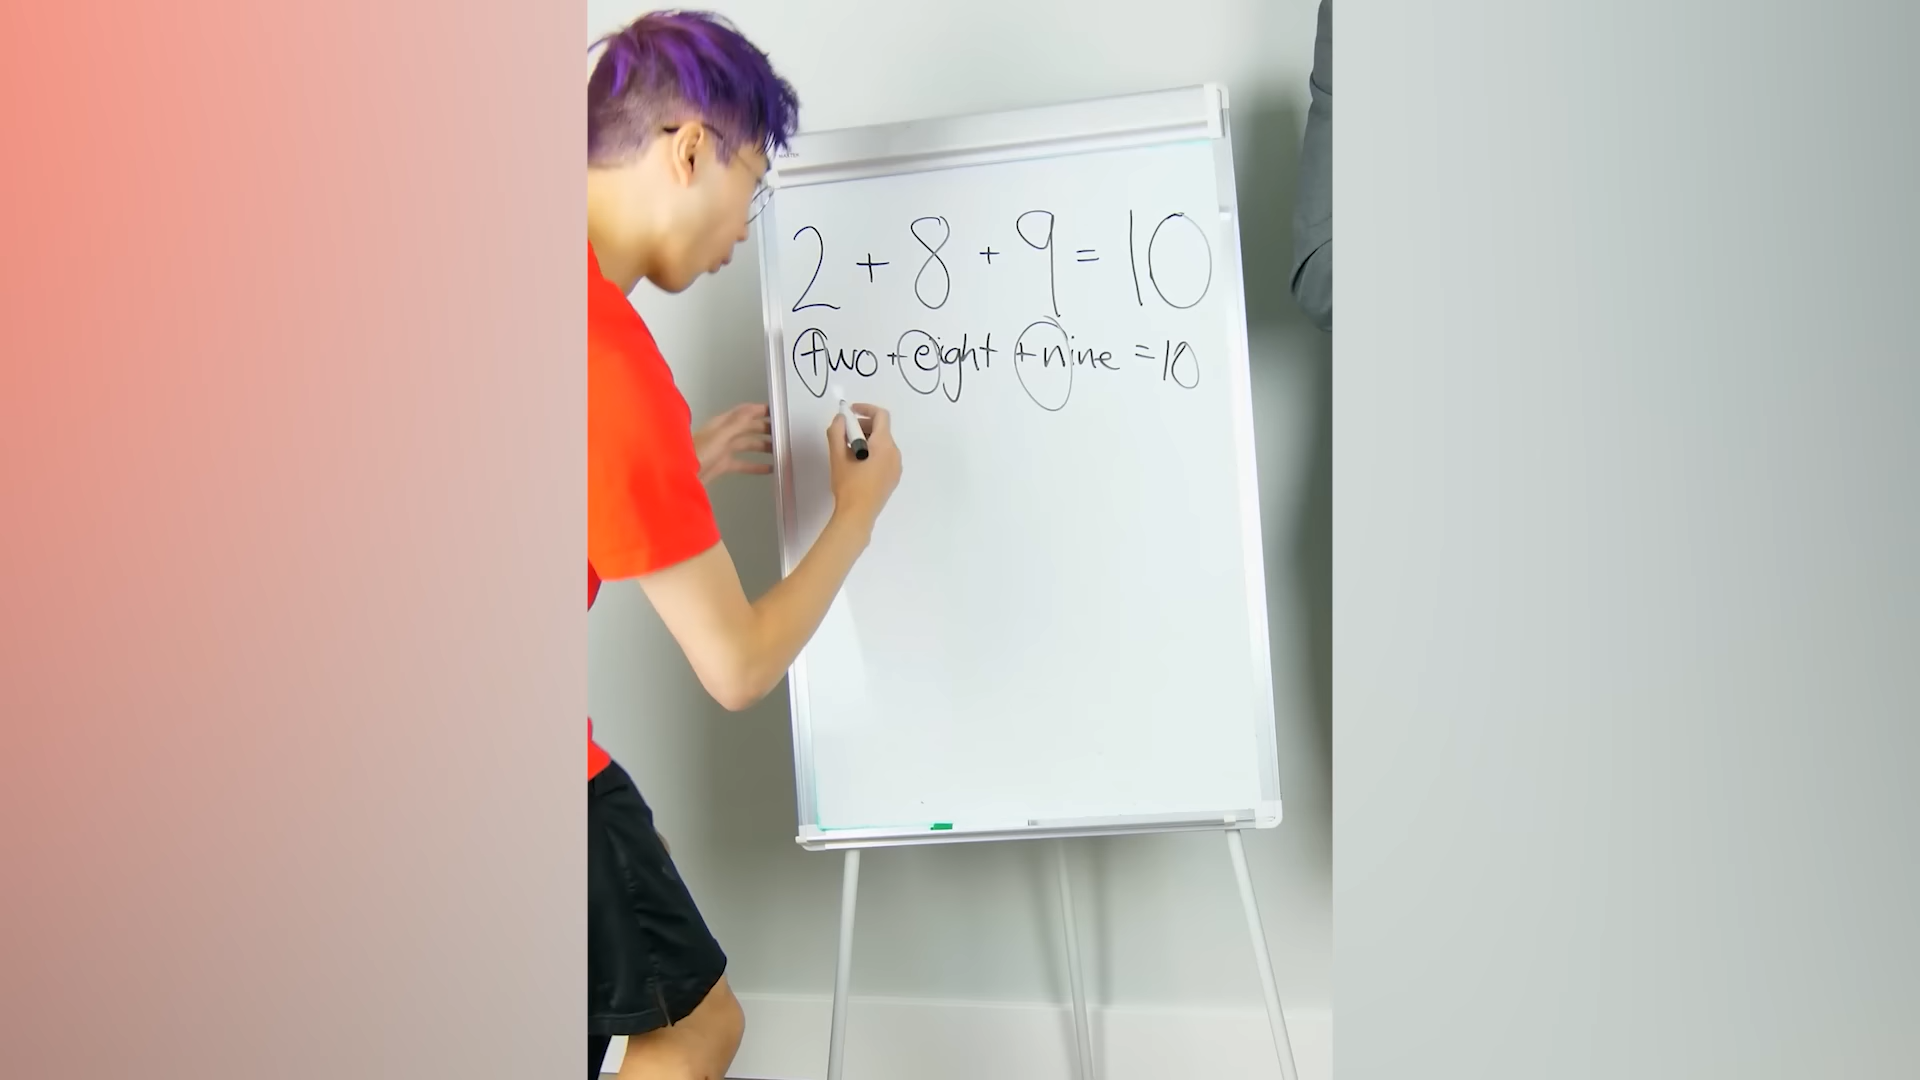 2 + 8 + 9 = 10
two + eight + nine = 10